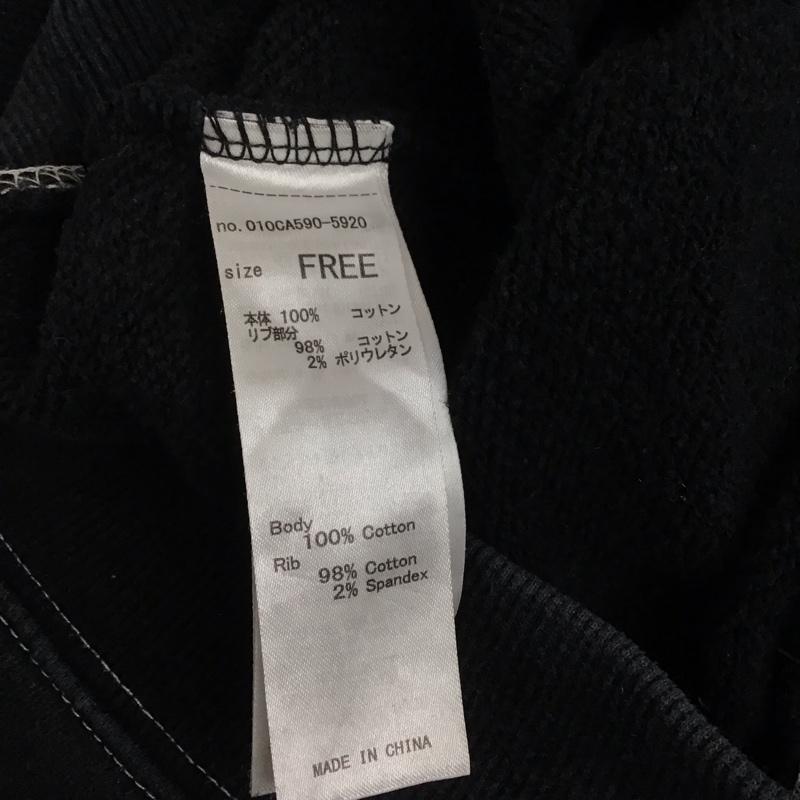 no.010CA590-5920
size FREE
本体 100% コットン
リブ部分
98% コットン
2% ポリウレタン
Body
100% Cotton
Rib
98% Cotton
2% Spandex
MADE IN CHINA